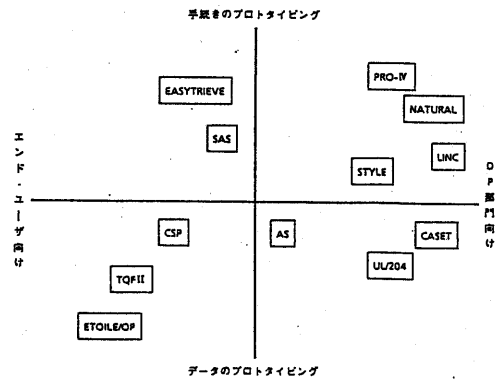 手続きのプロトタイピング
PRO-Ⅳ
EASYTRIEVE
NATURAL
SAS
LINC
STYLE
エンド・ユーザ向け
DP部門向け
CSP
AS
CASET
UL/204
TQFII
ETOILE/OP
データのプロトタイピング